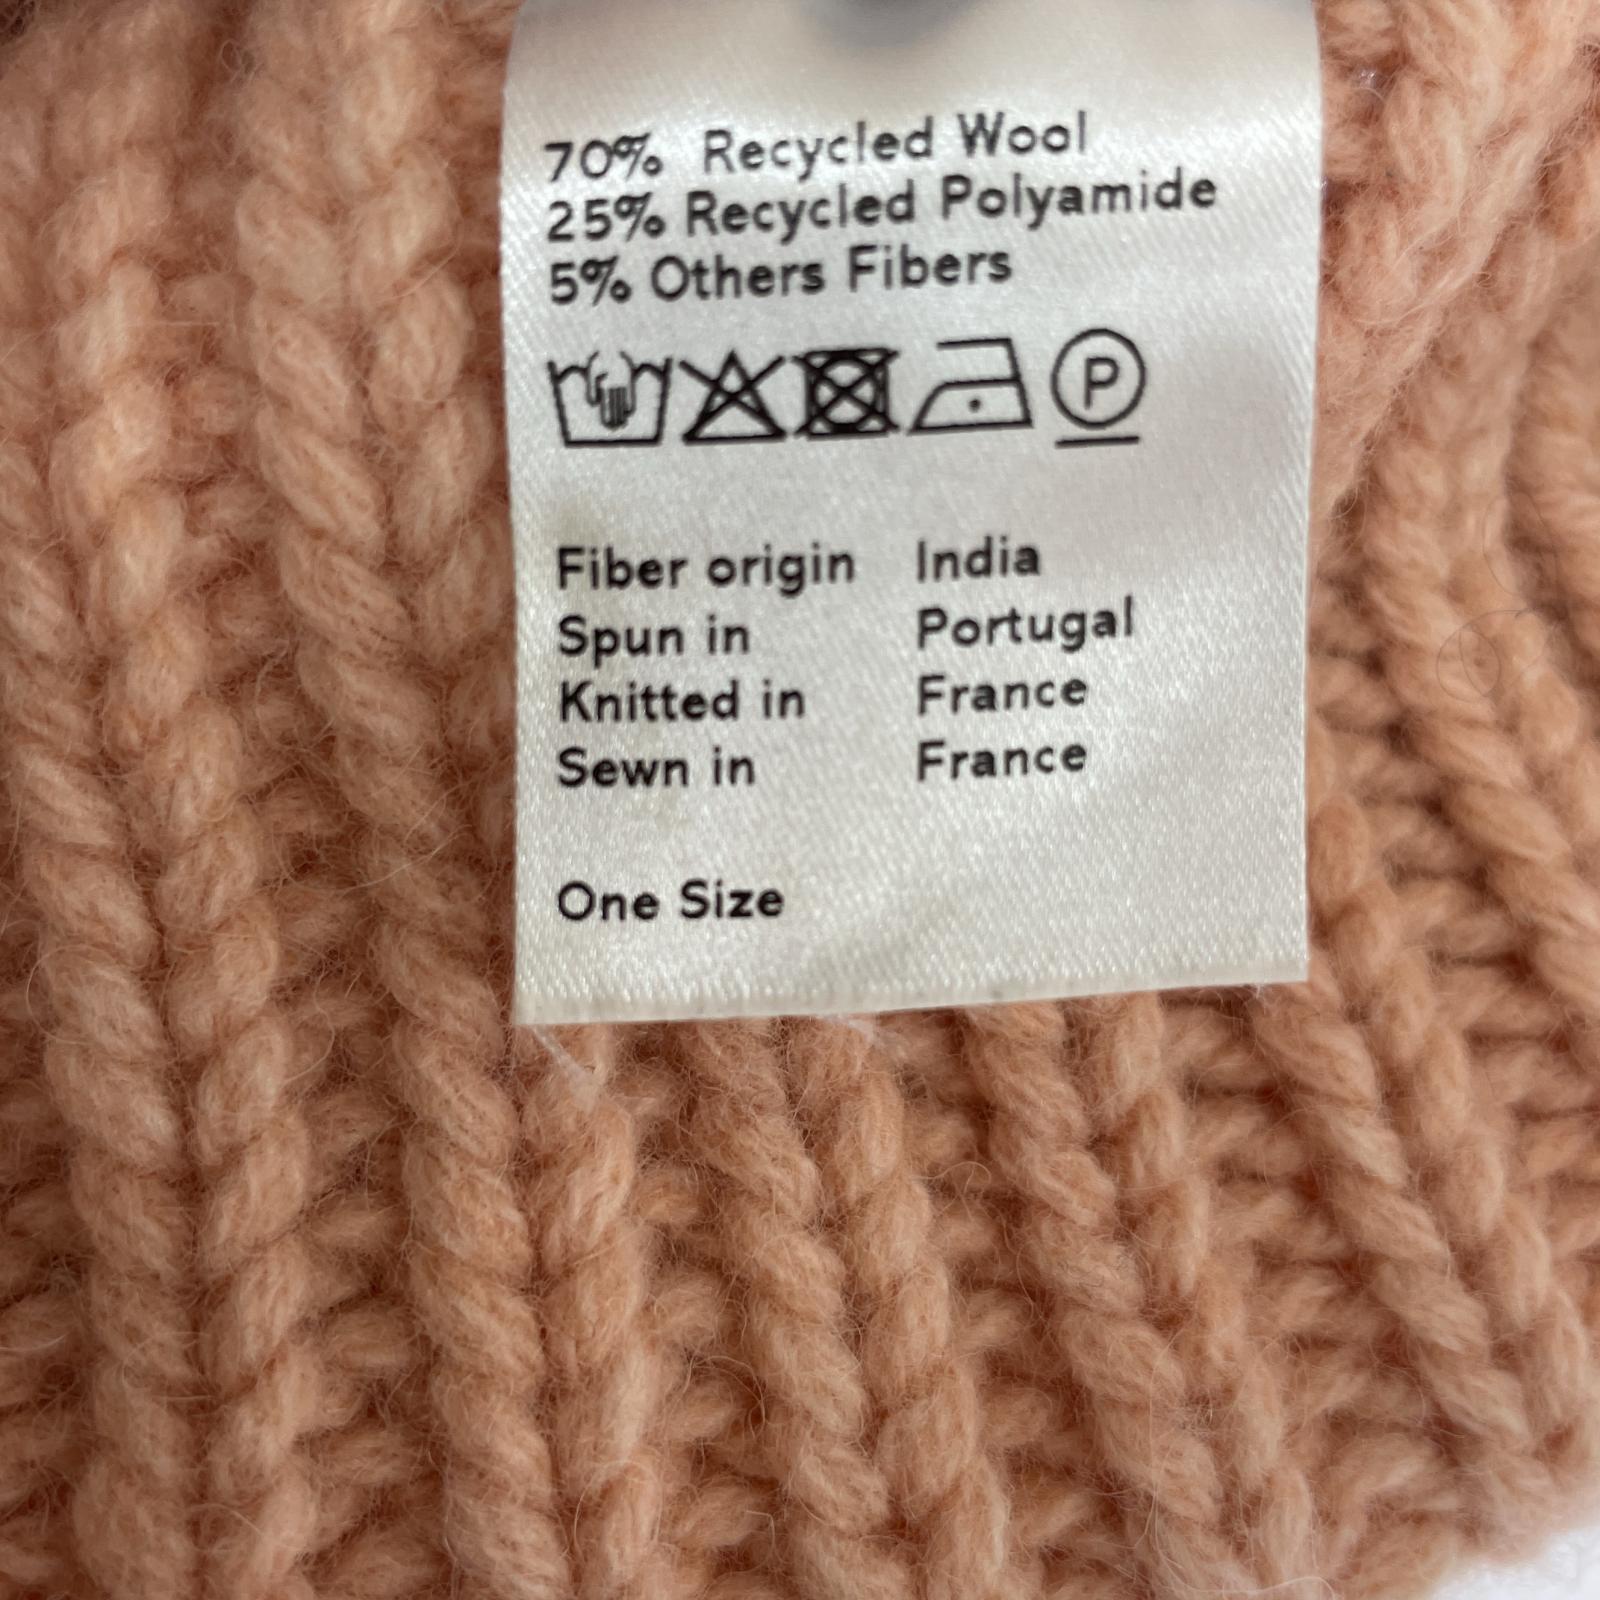 70% Recycled Wool
25% Recycled Polyamide
5% Others Fibers
P
Fiber origin India
Spun in Portugal
Knitted in France
Sewn in France
One Size